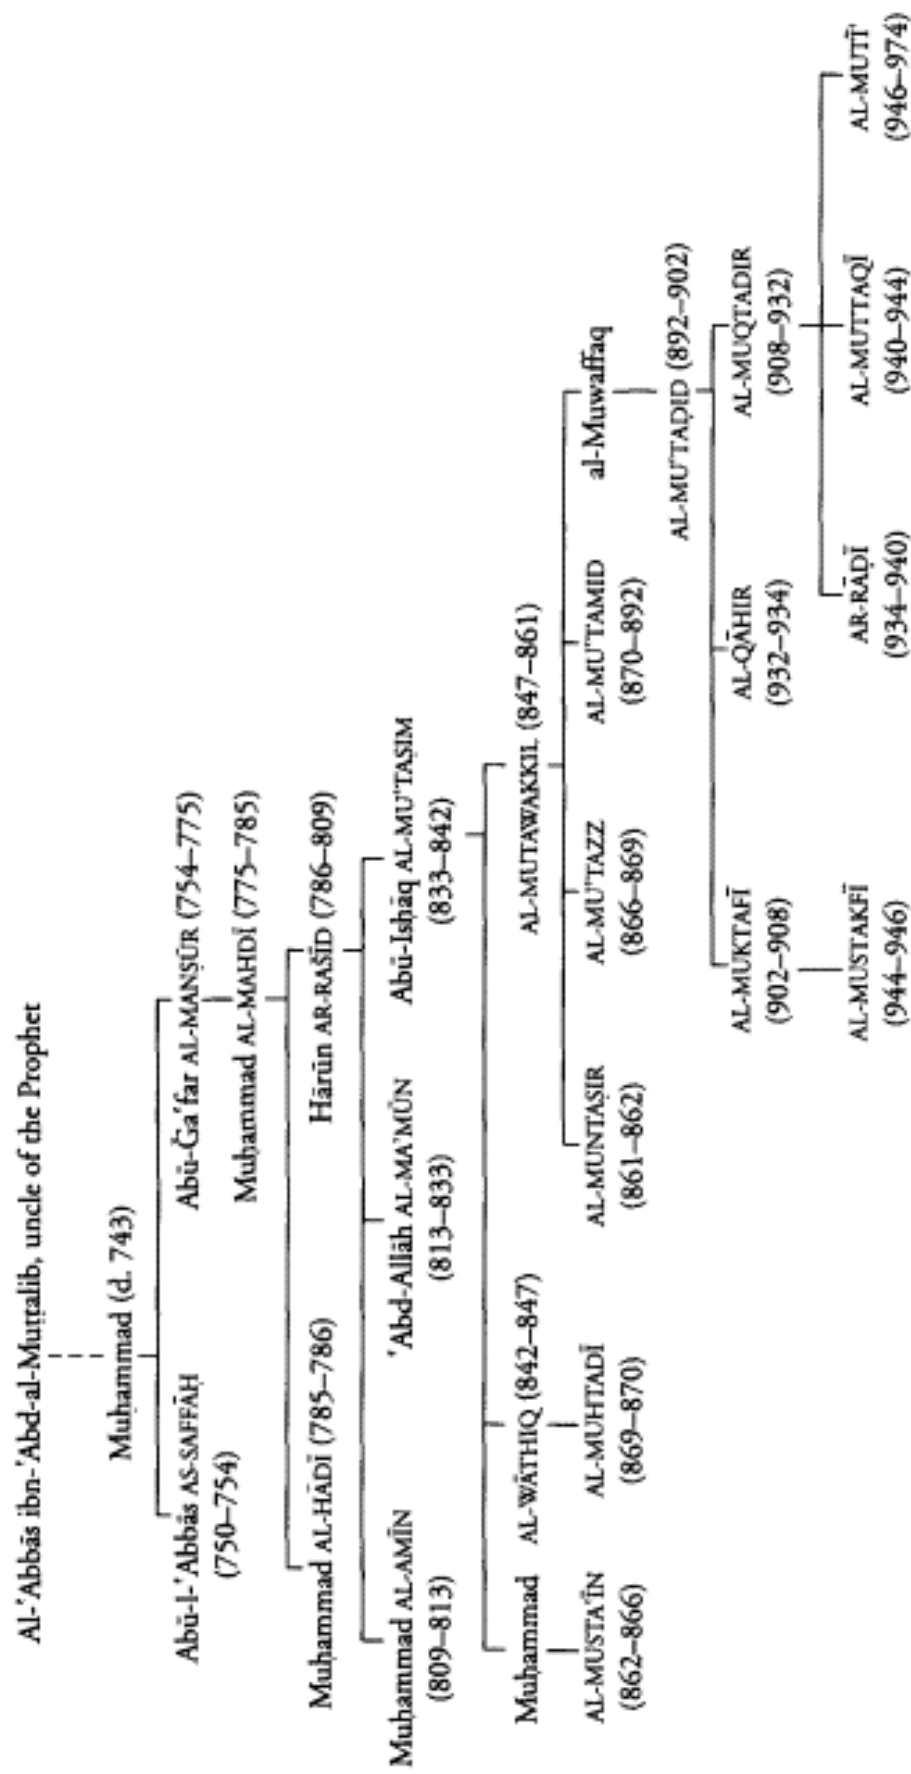 Al-ʿAbbās ibn-ʿAbd-al-Muṭṭalib, uncle of the Prophet
Muḥammad (d. 743)
Abū-l-ʿAbbās AS-SAFFĀḤ
(750–754)
Abū-Ǧaʿfar AL-MANṢŪR (754–775)
Muḥammad AL-MAHDĪ (775–785)
Muḥammad AL-HĀDĪ (785–786)
Hārūn AR-RAŠĪD (786–809)
Muḥammad AL-AMĪN
(809–813)
ʿAbd-Allāh AL-MAʾMŪN
(813–833)
Abū-Isḥāq AL-MUʿTAṢIM
(833–842)
Muḥammad
AL-WĀTHIQ (842–847)
AL-MUTAWAKKIL (847–861)
AL-MUSTAʿĪN
(862–866)
AL-MUHTADĪ
(869–870)
AL-MUNTAṢIR
(861–862)
AL-MUʿTAZZ
(866–869)
AL-MUʿTAMID
(870–892)
al-Muwaffaq
AL-MUʿTAḌID (892–902)
AL-MUKTAFĪ
(902–908)
AL-QĀHIR
(932–934)
AL-MUQTADIR
(908–932)
AL-MUSTAKFĪ
(944–946)
AR-RĀḌĪ
(934–940)
AL-MUTTAQĪ
(940–944)
AL-MUTĪʿ
(946–974)